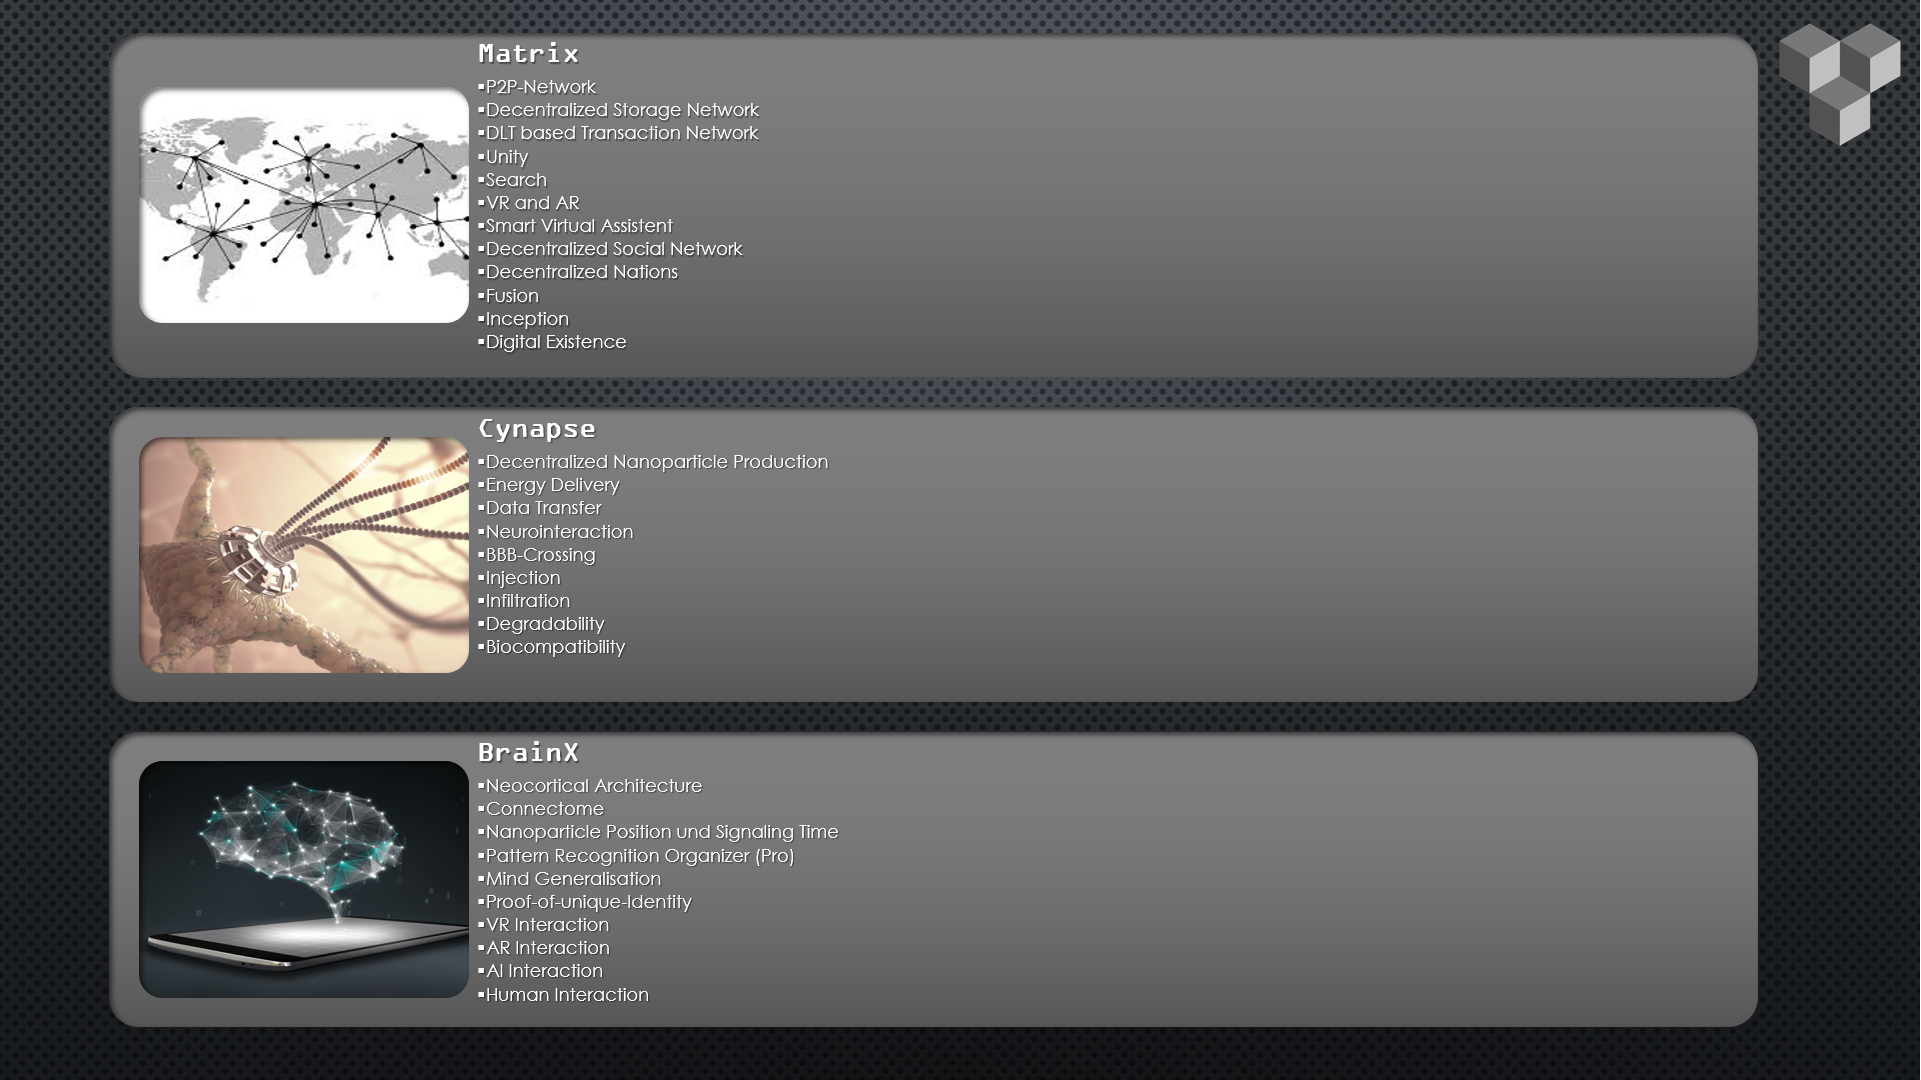 Matrix
▪P2P-Network
▪Decentralized Storage Network
▪DLT based Transaction Network
▪Unity
▪Search
▪VR and AR
▪Smart Virtual Assistent
▪Decentralized Social Network
▪Decentralized Nations
▪Fusion
▪Inception
▪Digital Existence
Cynapse
▪Decentralized Nanoparticle Production
▪Energy Delivery
▪Data Transfer
▪Neurointeraction
▪BBB-Crossing
▪Injection
▪Infiltration
▪Degradability
▪Biocompatibility
BrainX
▪Neocortical Architecture
▪Connectome
▪Nanoparticle Position und Signaling Time
▪Pattern Recognition Organizer (Pro)
▪Mind Generalisation
▪Proof-of-unique-Identity
▪VR Interaction
▪AR Interaction
▪AI Interaction
▪Human Interaction